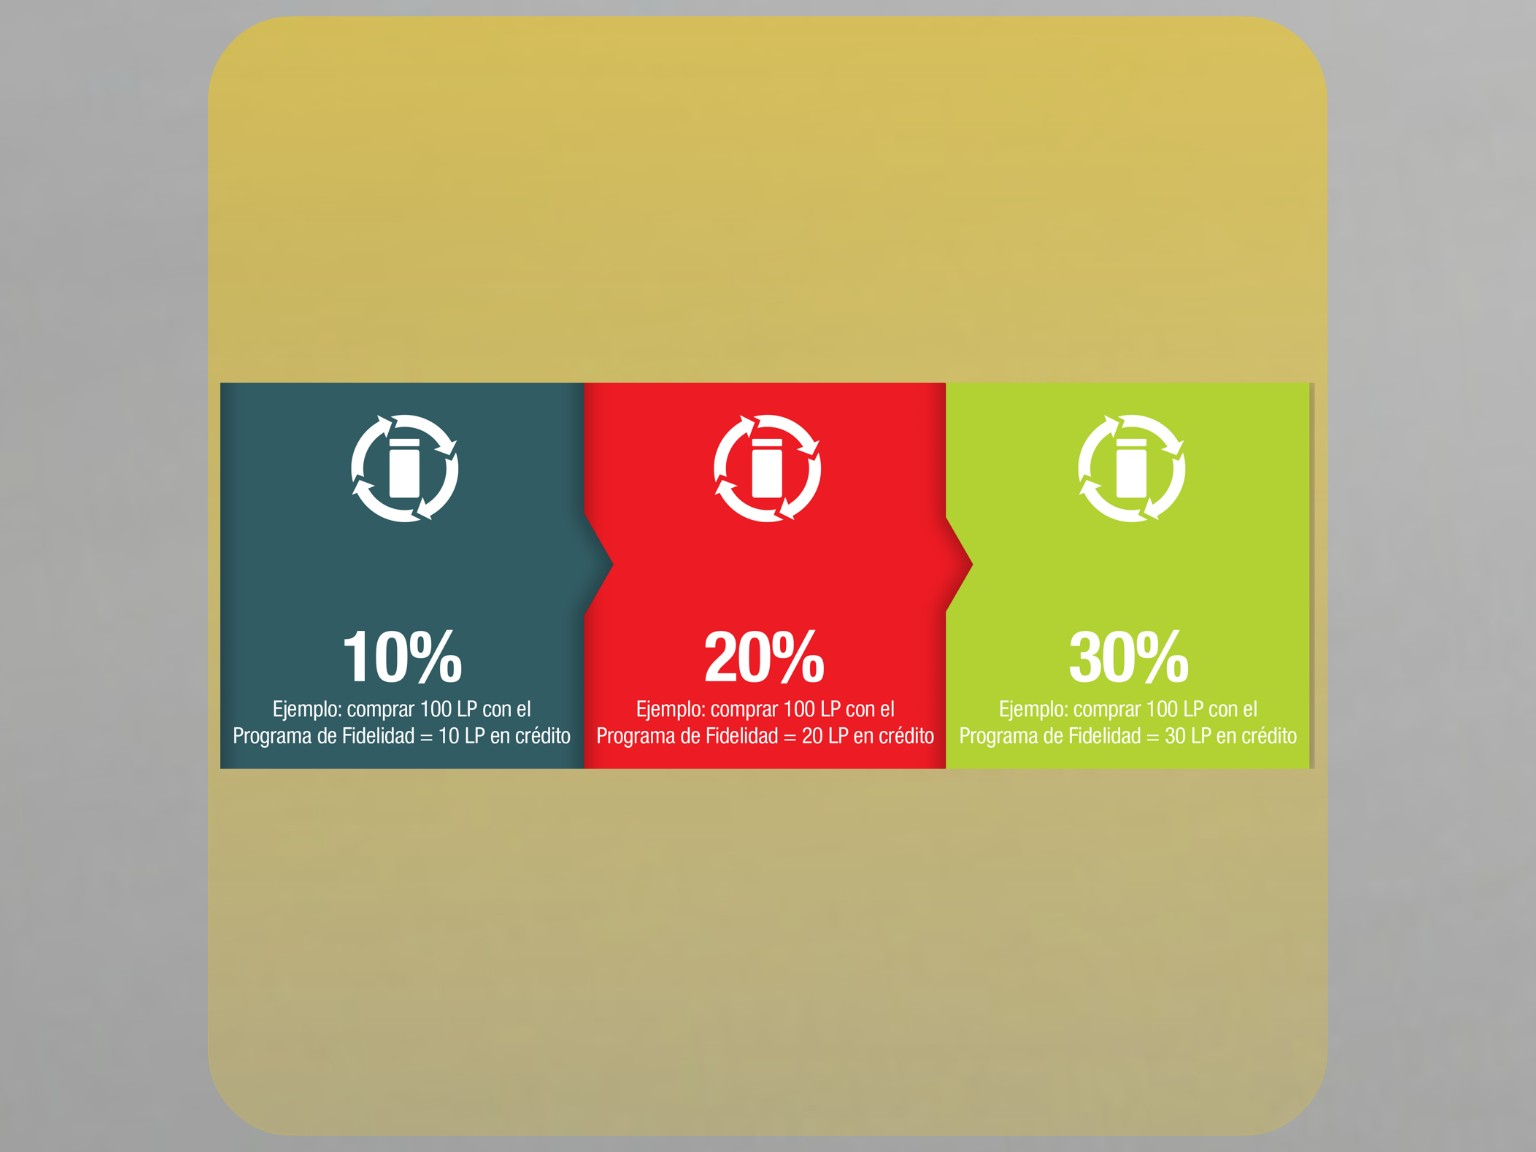 10%
Ejemplo: comprar 100 LP con el
Programa de Fidelidad = 10 LP en crédito
20%
Ejemplo: comprar 100 LP con el
Programa de Fidelidad = 20 LP en crédito
30%
Ejemplo: comprar 100 LP con el
Programa de Fidelidad = 30 LP en crédito